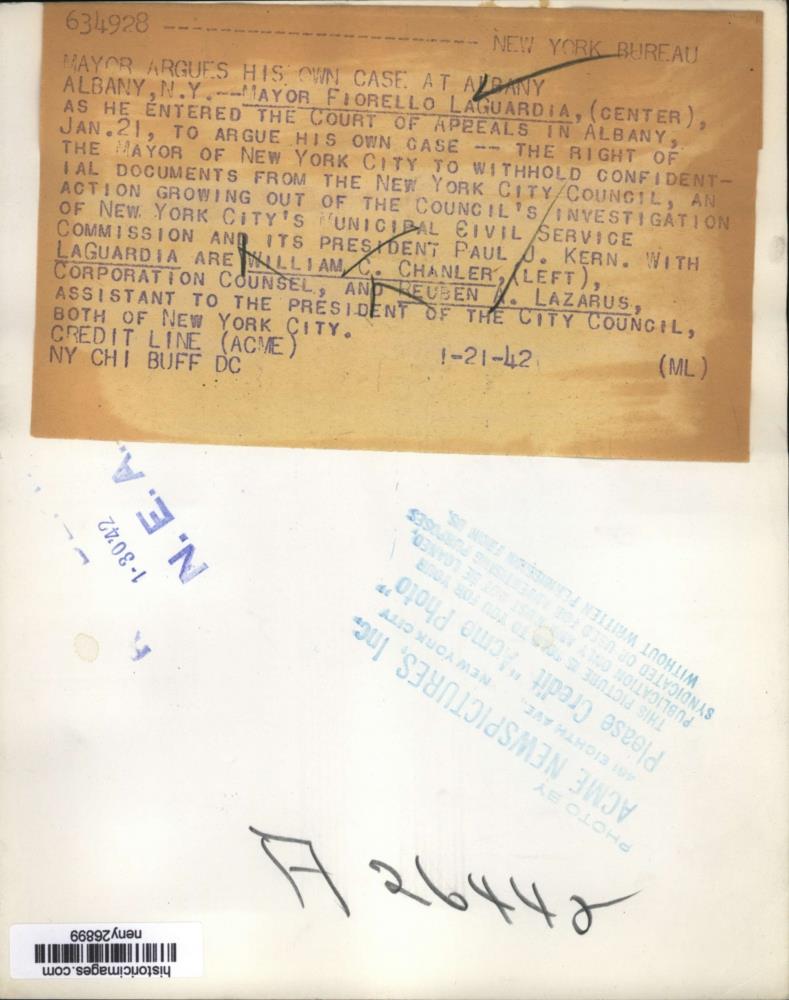 634928 ---------------------- NEW YORK BUREAU
MAYOR ARGUES HIS OWN CASE AT ALBANY
ALBANY, N.Y.--MAYOR FIORELLO LAGUARDIA, (CENTER),
AS HE ENTERED THE COURT OF APPEALS IN ALBANY,
JAN.21, TO ARGUE HIS OWN CASE -- THE RIGHT OF
THE MAYOR OF NEW YORK CITY TO WITHHOLD CONFIDENT-
IAL DOCUMENTS FROM THE NEW YORK CITY COUNCIL, AN
ACTION GROWING OUT OF THE COUNCIL'S INVESTIGATION
OF NEW YORK CITY'S MUNICIPAL CIVIL SERVICE
COMMISSION AND ITS PRESIDENT PAUL J. KERN. WITH
LAGUARDIA ARE WILLIAM C. CHANLER, (LEFT),
CORPORATION COUNSEL, AND REUBEN A. LAZARUS,
ASSISTANT TO THE PRESIDENT OF THE CITY COUNCIL,
BOTH OF NEW YORK CITY.
CREDIT LINE (ACME)
NY CHI BUFF DC 1-21-42 (ML)
N.E.A.
1-30-42
PHOTO BY
ACME NEWSPICTURES, Inc.
461 EIGHTH AVE., NEW YORK CITY
Please Credit "Acme Photo"
THIS PICTURE IS SOLD TO YOU FOR YOUR
PUBLICATION ONLY AND MUST NOT BE LOANED,
SYNDICATED OR USED FOR ADVERTISING PURPOSES
WITHOUT WRITTEN PERMISSION FROM US.
A 26442
historicimages.com
neny26899